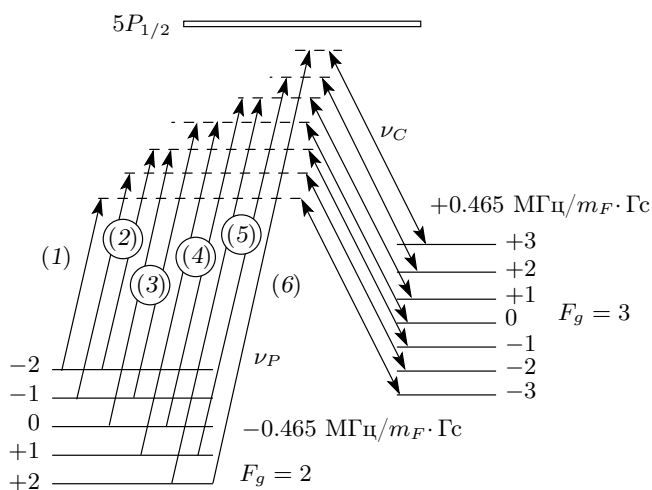 5P1/2
νC
+0.465 МГц/mF · Гс
(1)
(2)
(3)
(4)
(5)
(6)
+3
+2
+1
0
−1
−2
−3
Fg = 3
νP
−2
−1
0
+1
+2
−0.465 МГц/mF · Гс
Fg = 2